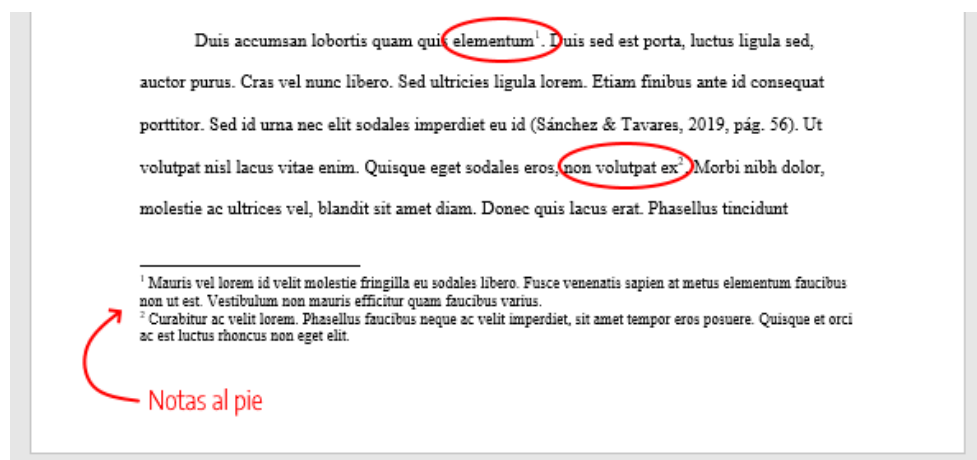 Duis accumsan lobortis quam quis elementum¹. Duis sed est porta, luctus ligula sed,
auctor purus. Cras vel nunc libero. Sed ultricies ligula lorem. Etiam finibus ante id consequat
porttitor. Sed id urna nec elit sodales imperdiet eu id (Sánchez & Tavares, 2019, pág. 56). Ut
volutpat nisl lacus vitae enim. Quisque eget sodales eros, non volutpat ex². Morbi nibh dolor,
molestie ac ultrices vel, blandit sit amet diam. Donec quis lacus erat. Phasellus tincidunt
¹ Mauris vel lorem id velit molestie fringilla eu sodales libero. Fusce venenatis sapien at metus elementum faucibus
non ut est. Vestibulum non mauris efficitur quam faucibus varius.
² Curabitur ac velit lorem. Phasellus faucibus neque ac velit imperdiet, sit amet tempor eros posuere. Quisque et orci
ac est luctus rhoncus non eget elit.
Notas al pie